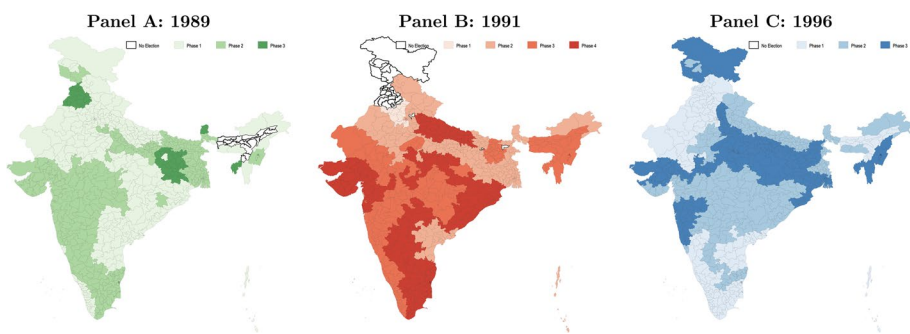 Panel A: 1989
No Election Phase 1 Phase 2 Phase 3
Panel B: 1991
No Election Phase 1 Phase 2 Phase 3 Phase 4
Panel C: 1996
No Election Phase 1 Phase 2 Phase 3